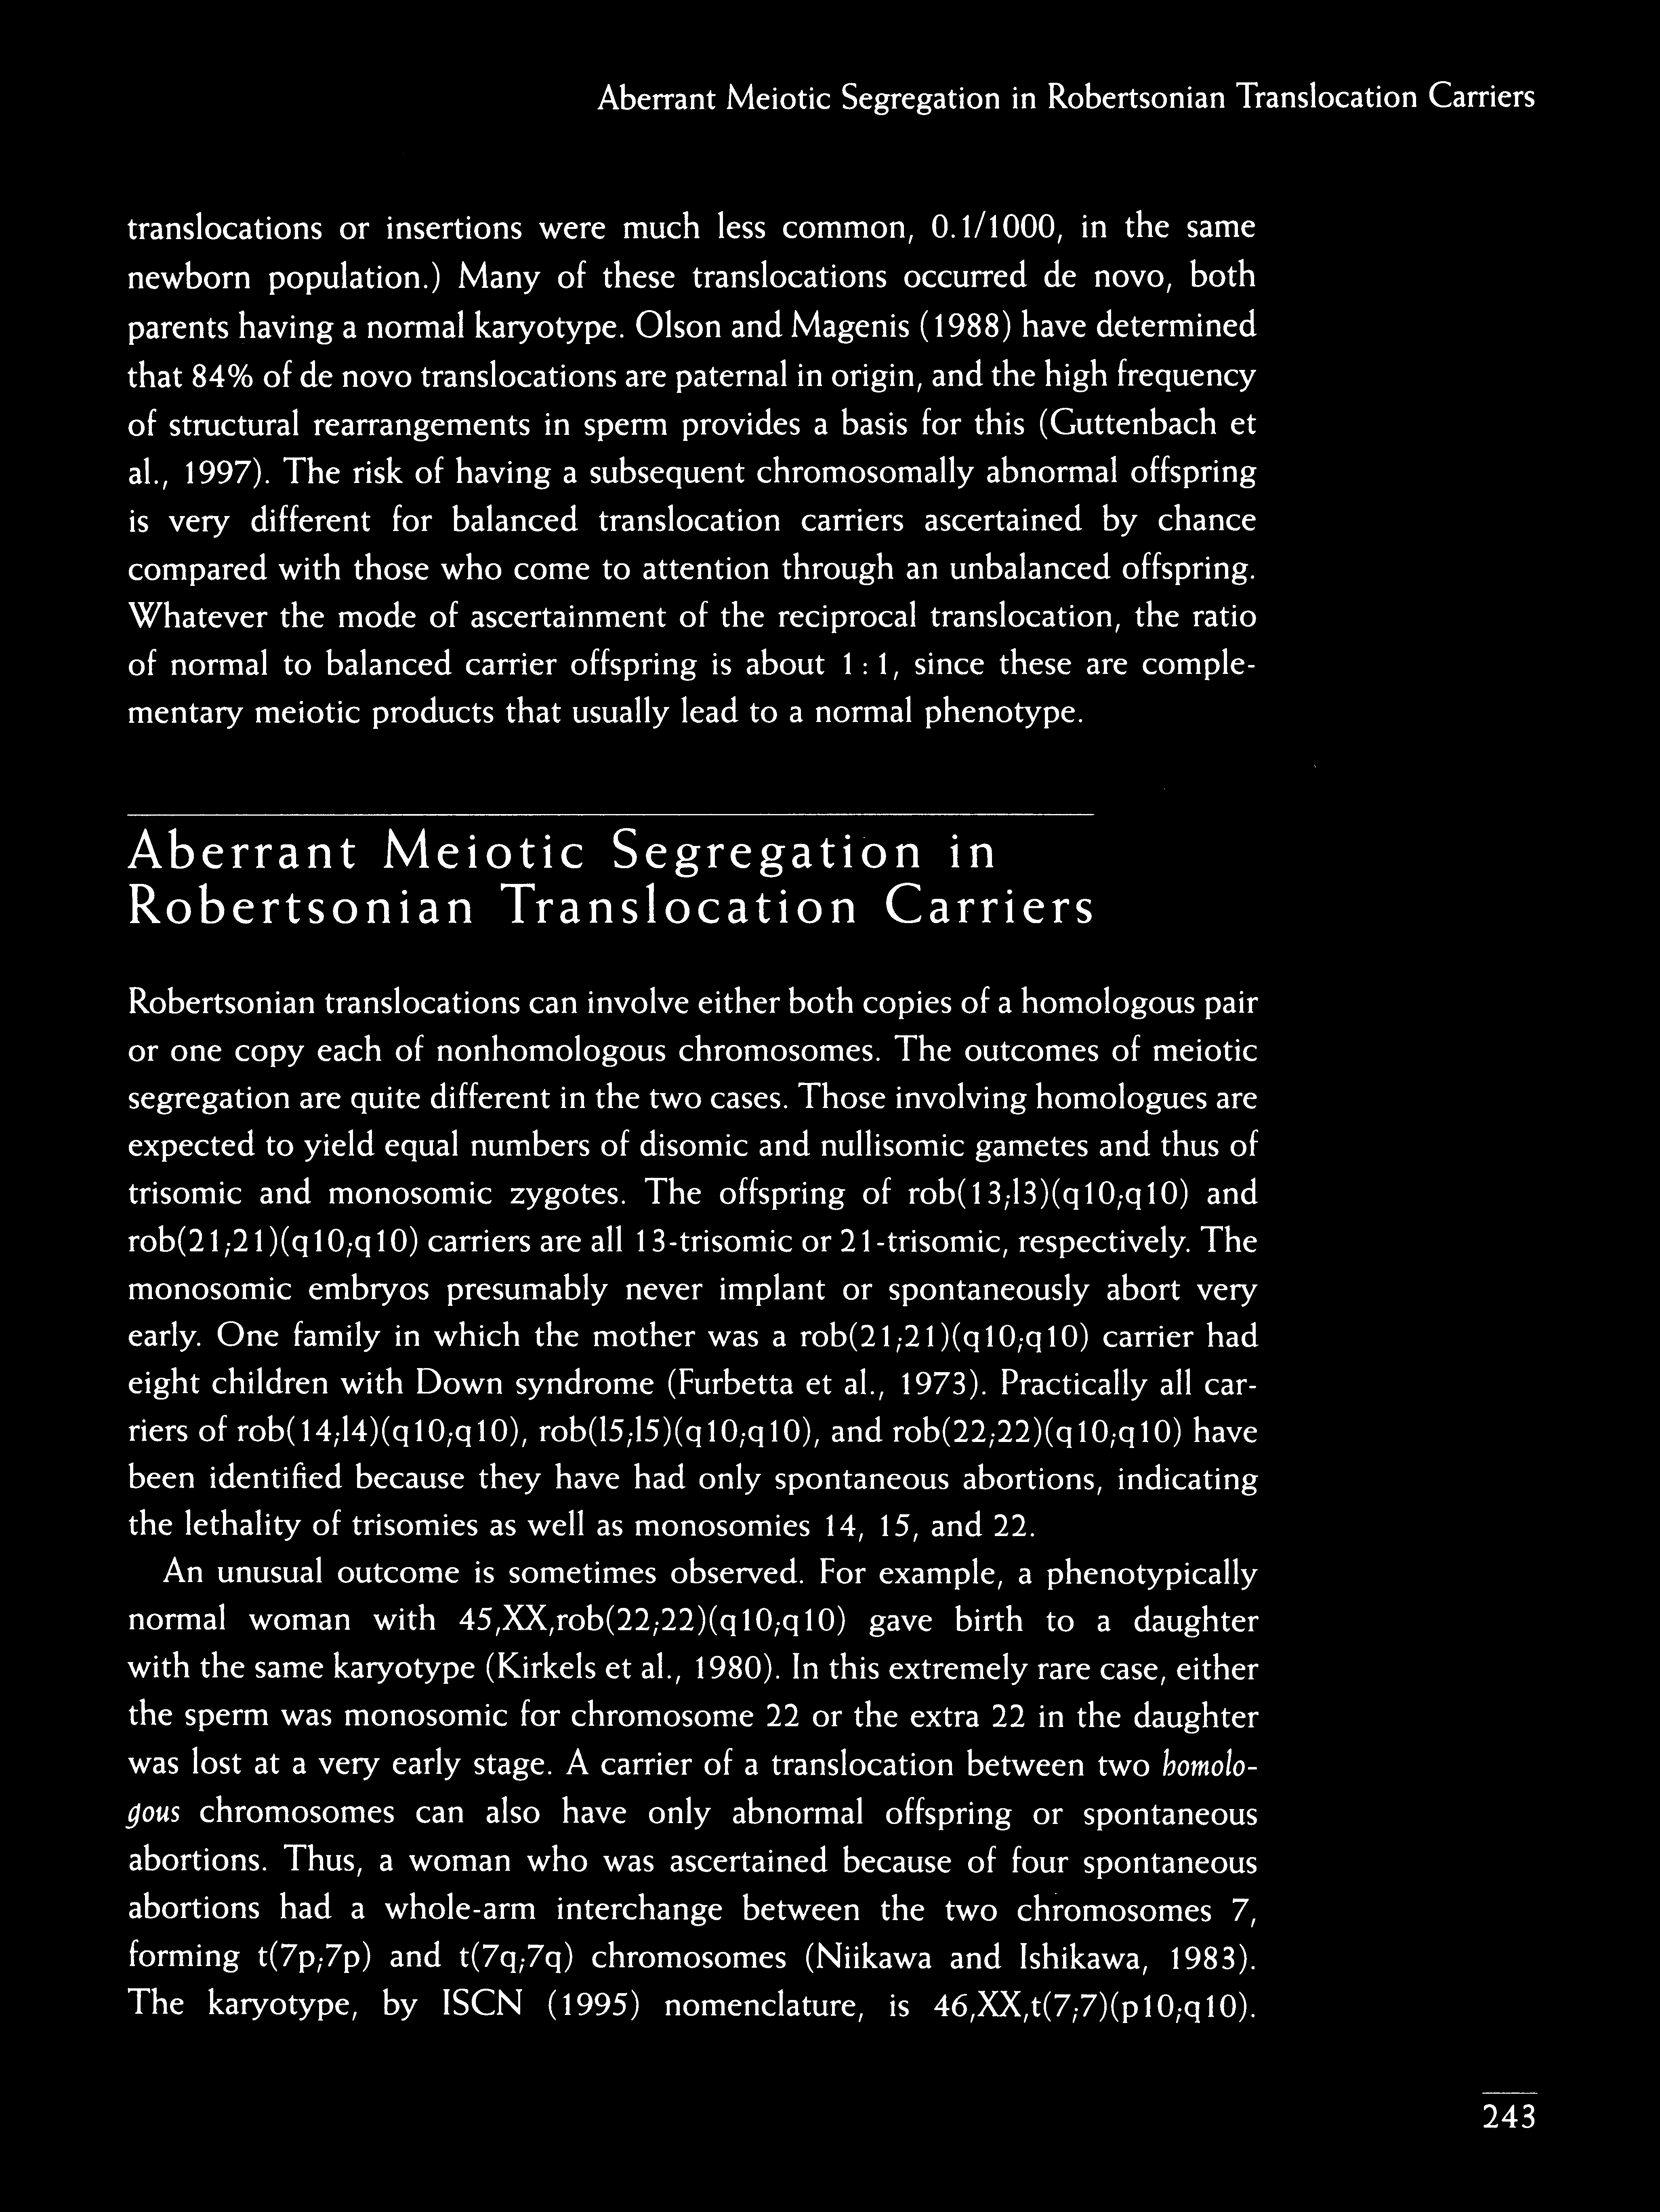 Aberrant Meiotic Segregation in Robertsonian Translocation Carriers
translocations or insertions were much less common, 0.1/1000, in the same
newborn population.) Many of these translocations occurred de novo, both
parents having a normal karyotype. Olson and Magenis (1988) have determined
that 84% of de novo translocations are paternal in origin, and the high frequency
of structural rearrangements in sperm provides a basis for this (Guttenbach et
al., 1997). The risk of having a subsequent chromosomally abnormal offspring
is very different for balanced translocation carriers ascertained by chance
compared with those who come to attention through an unbalanced offspring.
Whatever the mode of ascertainment of the reciprocal translocation, the ratio
of normal to balanced carrier offspring is about 1 : 1, since these are comple-
mentary meiotic products that usually lead to a normal phenotype.
Aberrant Meiotic Segregation in
Robertsonian Translocation Carriers
Robertsonian translocations can involve either both copies of a homologous pair
or one copy each of nonhomologous chromosomes. The outcomes of meiotic
segregation are quite different in the two cases. Those involving homologues are
expected to yield equal numbers of disomic and nullisomic gametes and thus of
trisomic and monosomic zygotes. The offspring of rob(13;13)(q10;q10) and
rob(21;21)(q10;q10) carriers are all 13-trisomic or 21-trisomic, respectively. The
monosomic embryos presumably never implant or spontaneously abort very
early. One family in which the mother was a rob(21;21)(q10;q10) carrier had
eight children with Down syndrome (Furbetta et al., 1973). Practically all car-
riers of rob(14;14)(q10;q10), rob(15;15)(q10;q10), and rob(22;22)(q10;q10) have
been identified because they have had only spontaneous abortions, indicating
the lethality of trisomies as well as monosomies 14, 15, and 22.
An unusual outcome is sometimes observed. For example, a phenotypically
normal woman with 45,XX,rob(22;22)(q10;q10) gave birth to a daughter
with the same karyotype (Kirkels et al., 1980). In this extremely rare case, either
the sperm was monosomic for chromosome 22 or the extra 22 in the daughter
was lost at a very early stage. A carrier of a translocation between two homolo-
gous chromosomes can also have only abnormal offspring or spontaneous
abortions. Thus, a woman who was ascertained because of four spontaneous
abortions had a whole-arm interchange between the two chromosomes 7,
forming t(7p;7p) and t(7q;7q) chromosomes (Niikawa and Ishikawa, 1983).
The karyotype, by ISCN (1995) nomenclature, is 46,XX,t(7;7)(p10;q10).
243